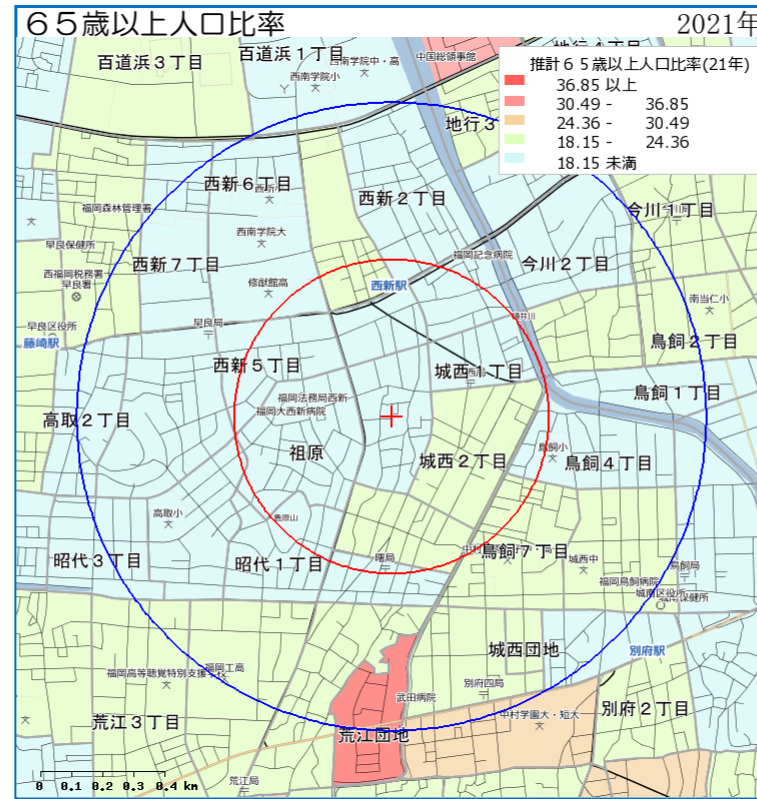 ６５歳以上人口比率
2021年
推計６５歳以上人口比率(21年)
36.85 以上
30.49 - 36.85
24.36 - 30.49
18.15 - 24.36
18.15 未満
百道浜３丁目
百道浜１丁目
西南学院中・高
西南学院小
中国総領事館
地行３
西新６丁目
西新２丁目
今川１丁目
福岡森林管理署
西南学院大
早良保健所
西福岡税務署
早良署
西新７丁目
修猷館高
福岡記念病院
今川２丁目
西新駅
南当仁小
早良区役所
早良局
樋井川
藤崎駅
鳥飼２丁目
西新５丁目
城西１丁目
鳥飼１丁目
福岡法務局西新
福岡大西新病院
高取２丁目
祖原
城西２丁目
鳥飼小
鳥飼４丁目
高取小
昭代３丁目
昭代１丁目
曙局
鳥飼７丁目
城西中
鳥飼局
福岡鳥飼病院
城南区役所
城南保健所
城西団地
別府駅
福岡高等聴覚特別支援学校
福岡工高
武田病院
別府四局
荒江３丁目
荒江団地
中村学園大・短大
別府２丁目
荒江局
0 0.1 0.2 0.3 0.4 km